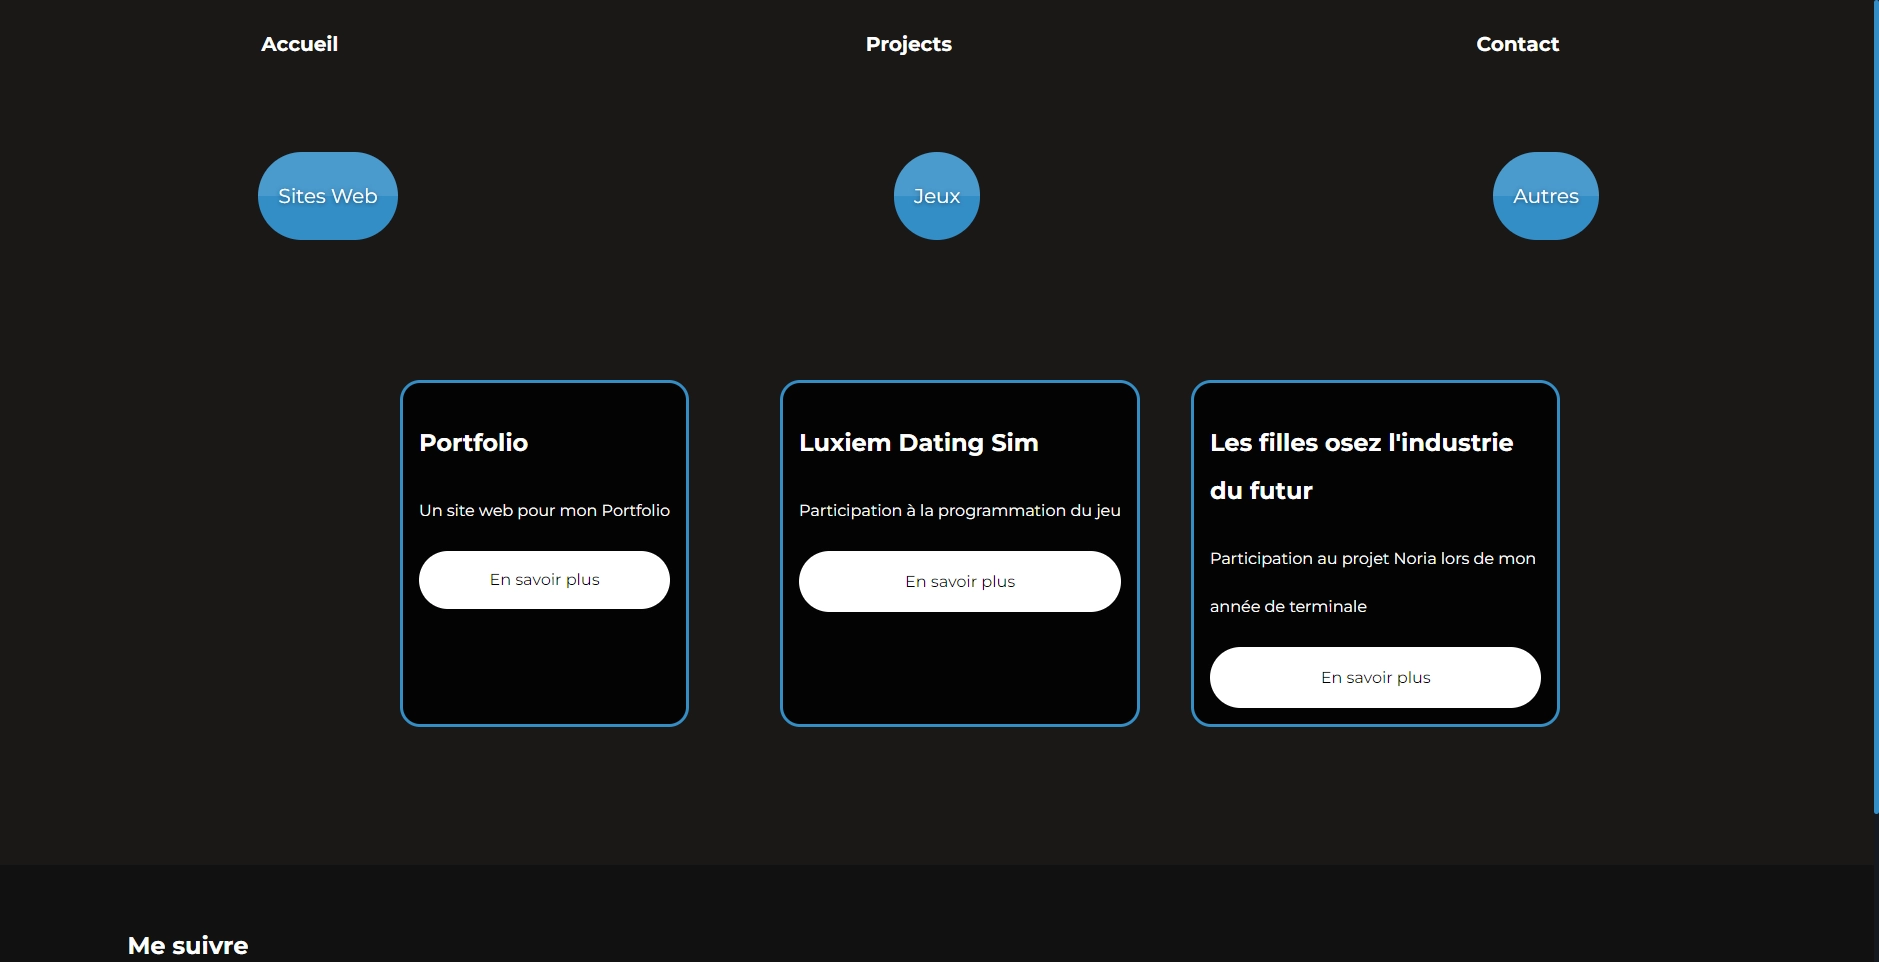 Accueil
Projects
Contact
Sites Web
Jeux
Autres
Portfolio
Un site web pour mon Portfolio
En savoir plus
Luxiem Dating Sim
Participation à la programmation du jeu
En savoir plus
Les filles osez l'industrie
du futur
Participation au projet Noria lors de mon
année de terminale
En savoir plus
Me suivre